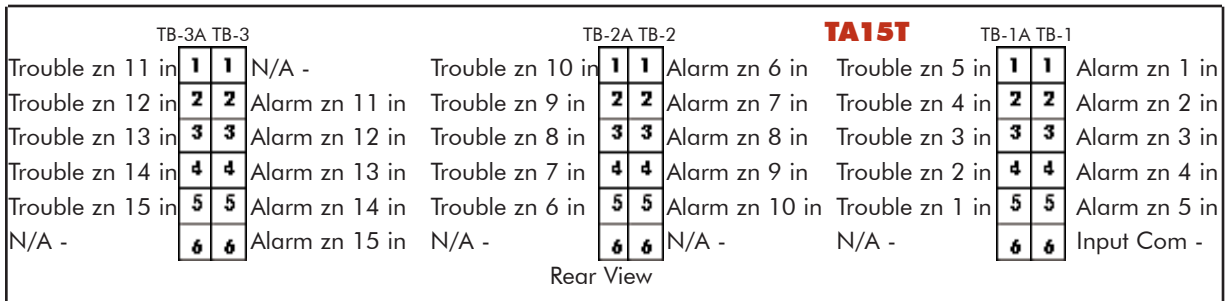 TB-3A TB-3 TB-2A TB-2 TA15T TB-1A TB-1
Trouble zn 11 in 1 1 N/A - Trouble zn 10 in 1 1 Alarm zn 6 in Trouble zn 5 in 1 1 Alarm zn 1 in
Trouble zn 12 in 2 2 Alarm zn 11 in Trouble zn 9 in 2 2 Alarm zn 7 in Trouble zn 4 in 2 2 Alarm zn 2 in
Trouble zn 13 in 3 3 Alarm zn 12 in Trouble zn 8 in 3 3 Alarm zn 8 in Trouble zn 3 in 3 3 Alarm zn 3 in
Trouble zn 14 in 4 4 Alarm zn 13 in Trouble zn 7 in 4 4 Alarm zn 9 in Trouble zn 2 in 4 4 Alarm zn 4 in
Trouble zn 15 in 5 5 Alarm zn 14 in Trouble zn 6 in 5 5 Alarm zn 10 in Trouble zn 1 in 5 5 Alarm zn 5 in
N/A - 6 6 Alarm zn 15 in N/A - 6 6 N/A - N/A - 6 6 Input Com -
Rear View